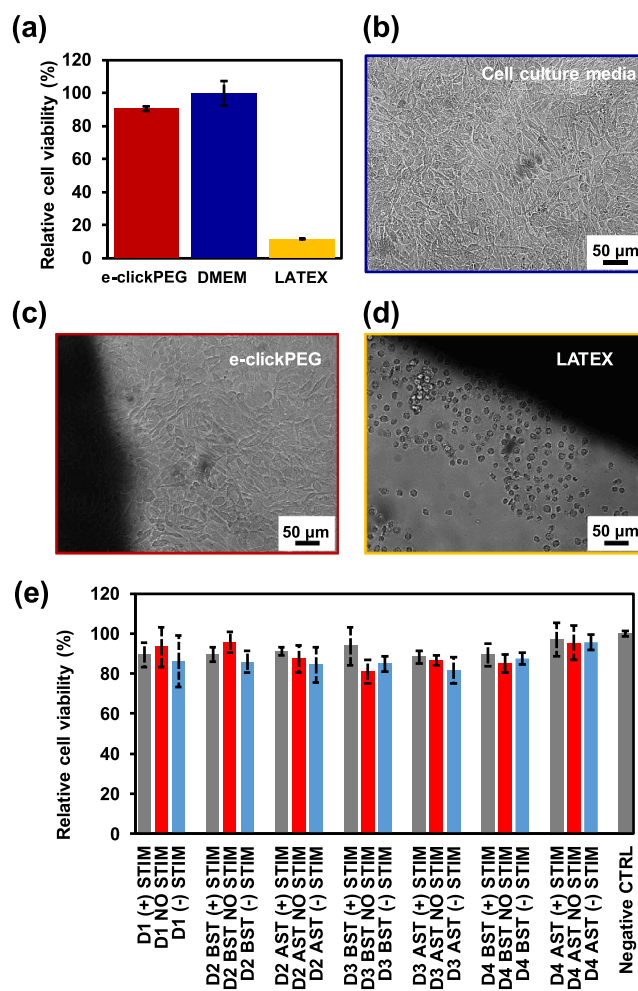 (a)
Relative cell viability (%)
120
100
80
60
40
20
0
e-clickPEG DMEM LATEX
(b)
Cell culture media
50 µm
(c)
e-clickPEG
50 µm
(d)
LATEX
50 µm
(e)
Relative cell viability (%)
120
100
80
60
40
20
0
D1 (+) STIM
D1 NO STIM
D1 (-) STIM
D2 BST (+) STIM
D2 BST NO STIM
D2 BST (-) STIM
D2 AST (+) STIM
D2 AST NO STIM
D2 AST (-) STIM
D3 BST (+) STIM
D3 BST NO STIM
D3 BST (-) STIM
D3 AST (+) STIM
D3 AST NO STIM
D3 AST (-) STIM
D4 BST (+) STIM
D4 BST NO STIM
D4 BST (-) STIM
D4 AST (+) STIM
D4 AST NO STIM
D4 AST (-) STIM
Negative CTRL